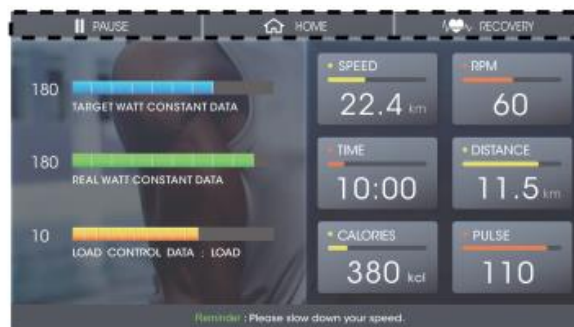 PAUSE HOME RECOVERY
180
TARGET WATT CONSTANT DATA
180
REAL WATT CONSTANT DATA
10
LOAD CONTROL DATA : LOAD
SPEED
22.4 km
RPM
60
TIME
10:00
DISTANCE
11.5 km
CALORIES
380 kcl
PULSE
110
Reminder : Please slow down your speed.